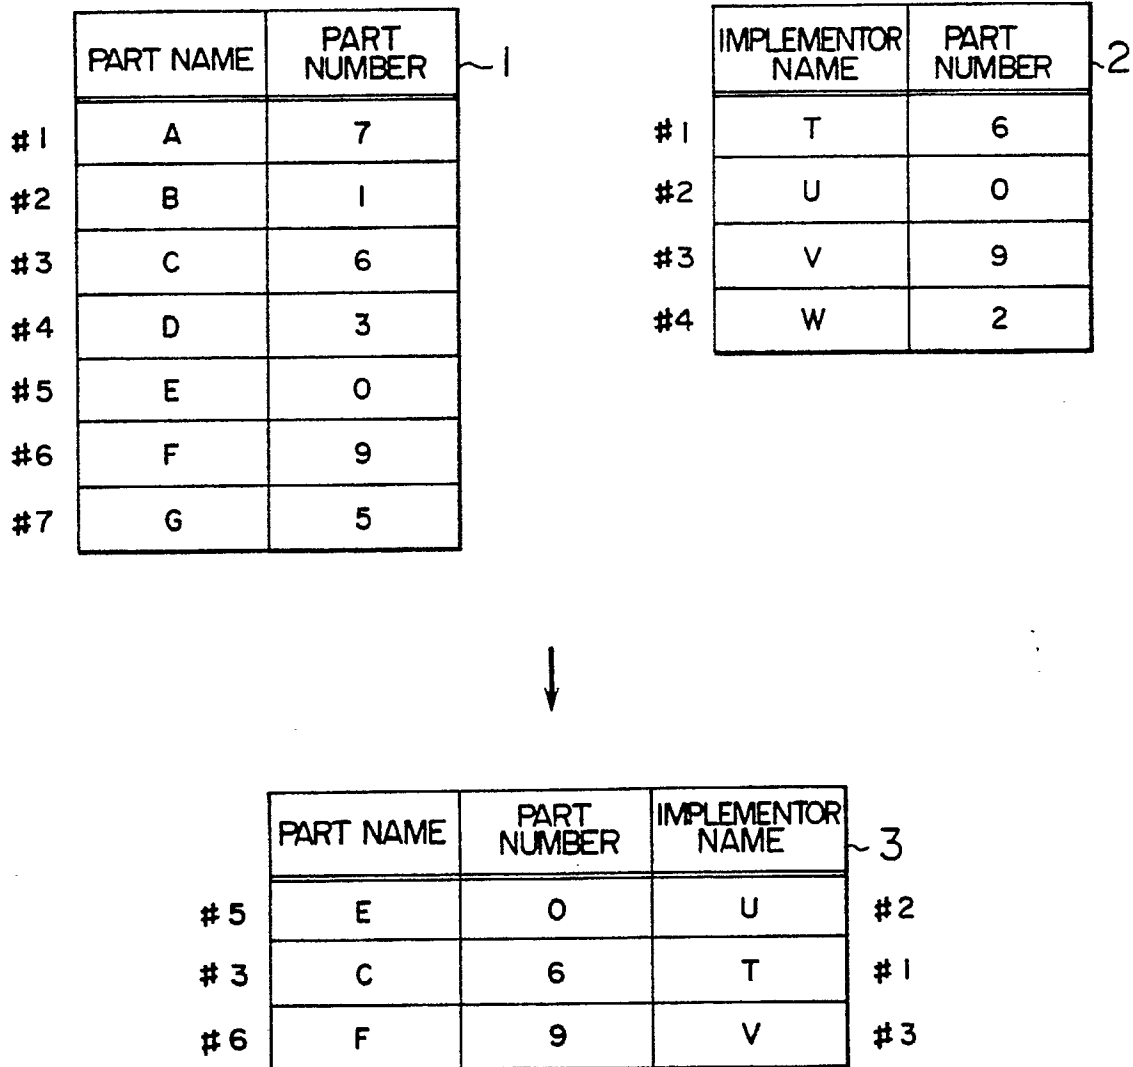 PART NAME PART NUMBER 1
#1 A 7
#2 B 1
#3 C 6
#4 D 3
#5 E 0
#6 F 9
#7 G 5
IMPLEMENTOR NAME PART NUMBER 2
#1 T 6
#2 U 0
#3 V 9
#4 W 2
PART NAME PART NUMBER IMPLEMENTOR NAME 3
#5 E 0 U #2
#3 C 6 T #1
#6 F 9 V #3